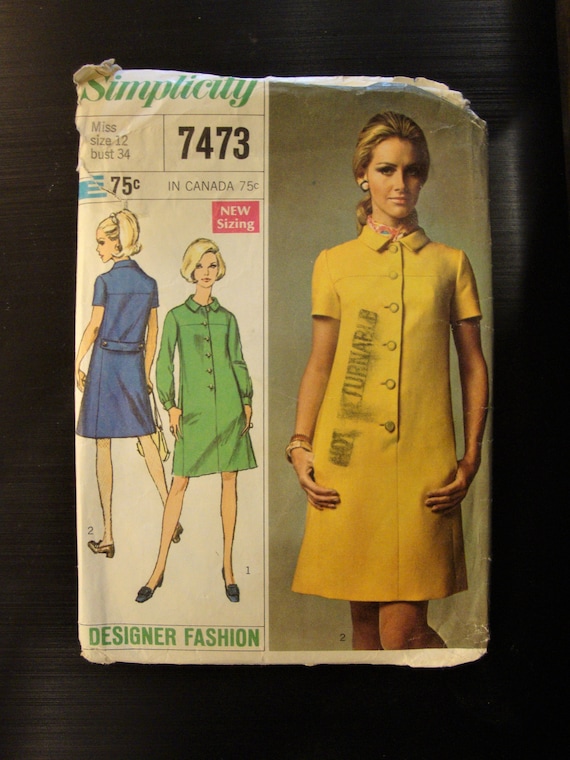 Simplicity
Miss
size 12
bust 34
7473
75c
IN CANADA 75c
NEW
Sizing
NOT RETURNABLE
2
1
DESIGNER FASHION
2